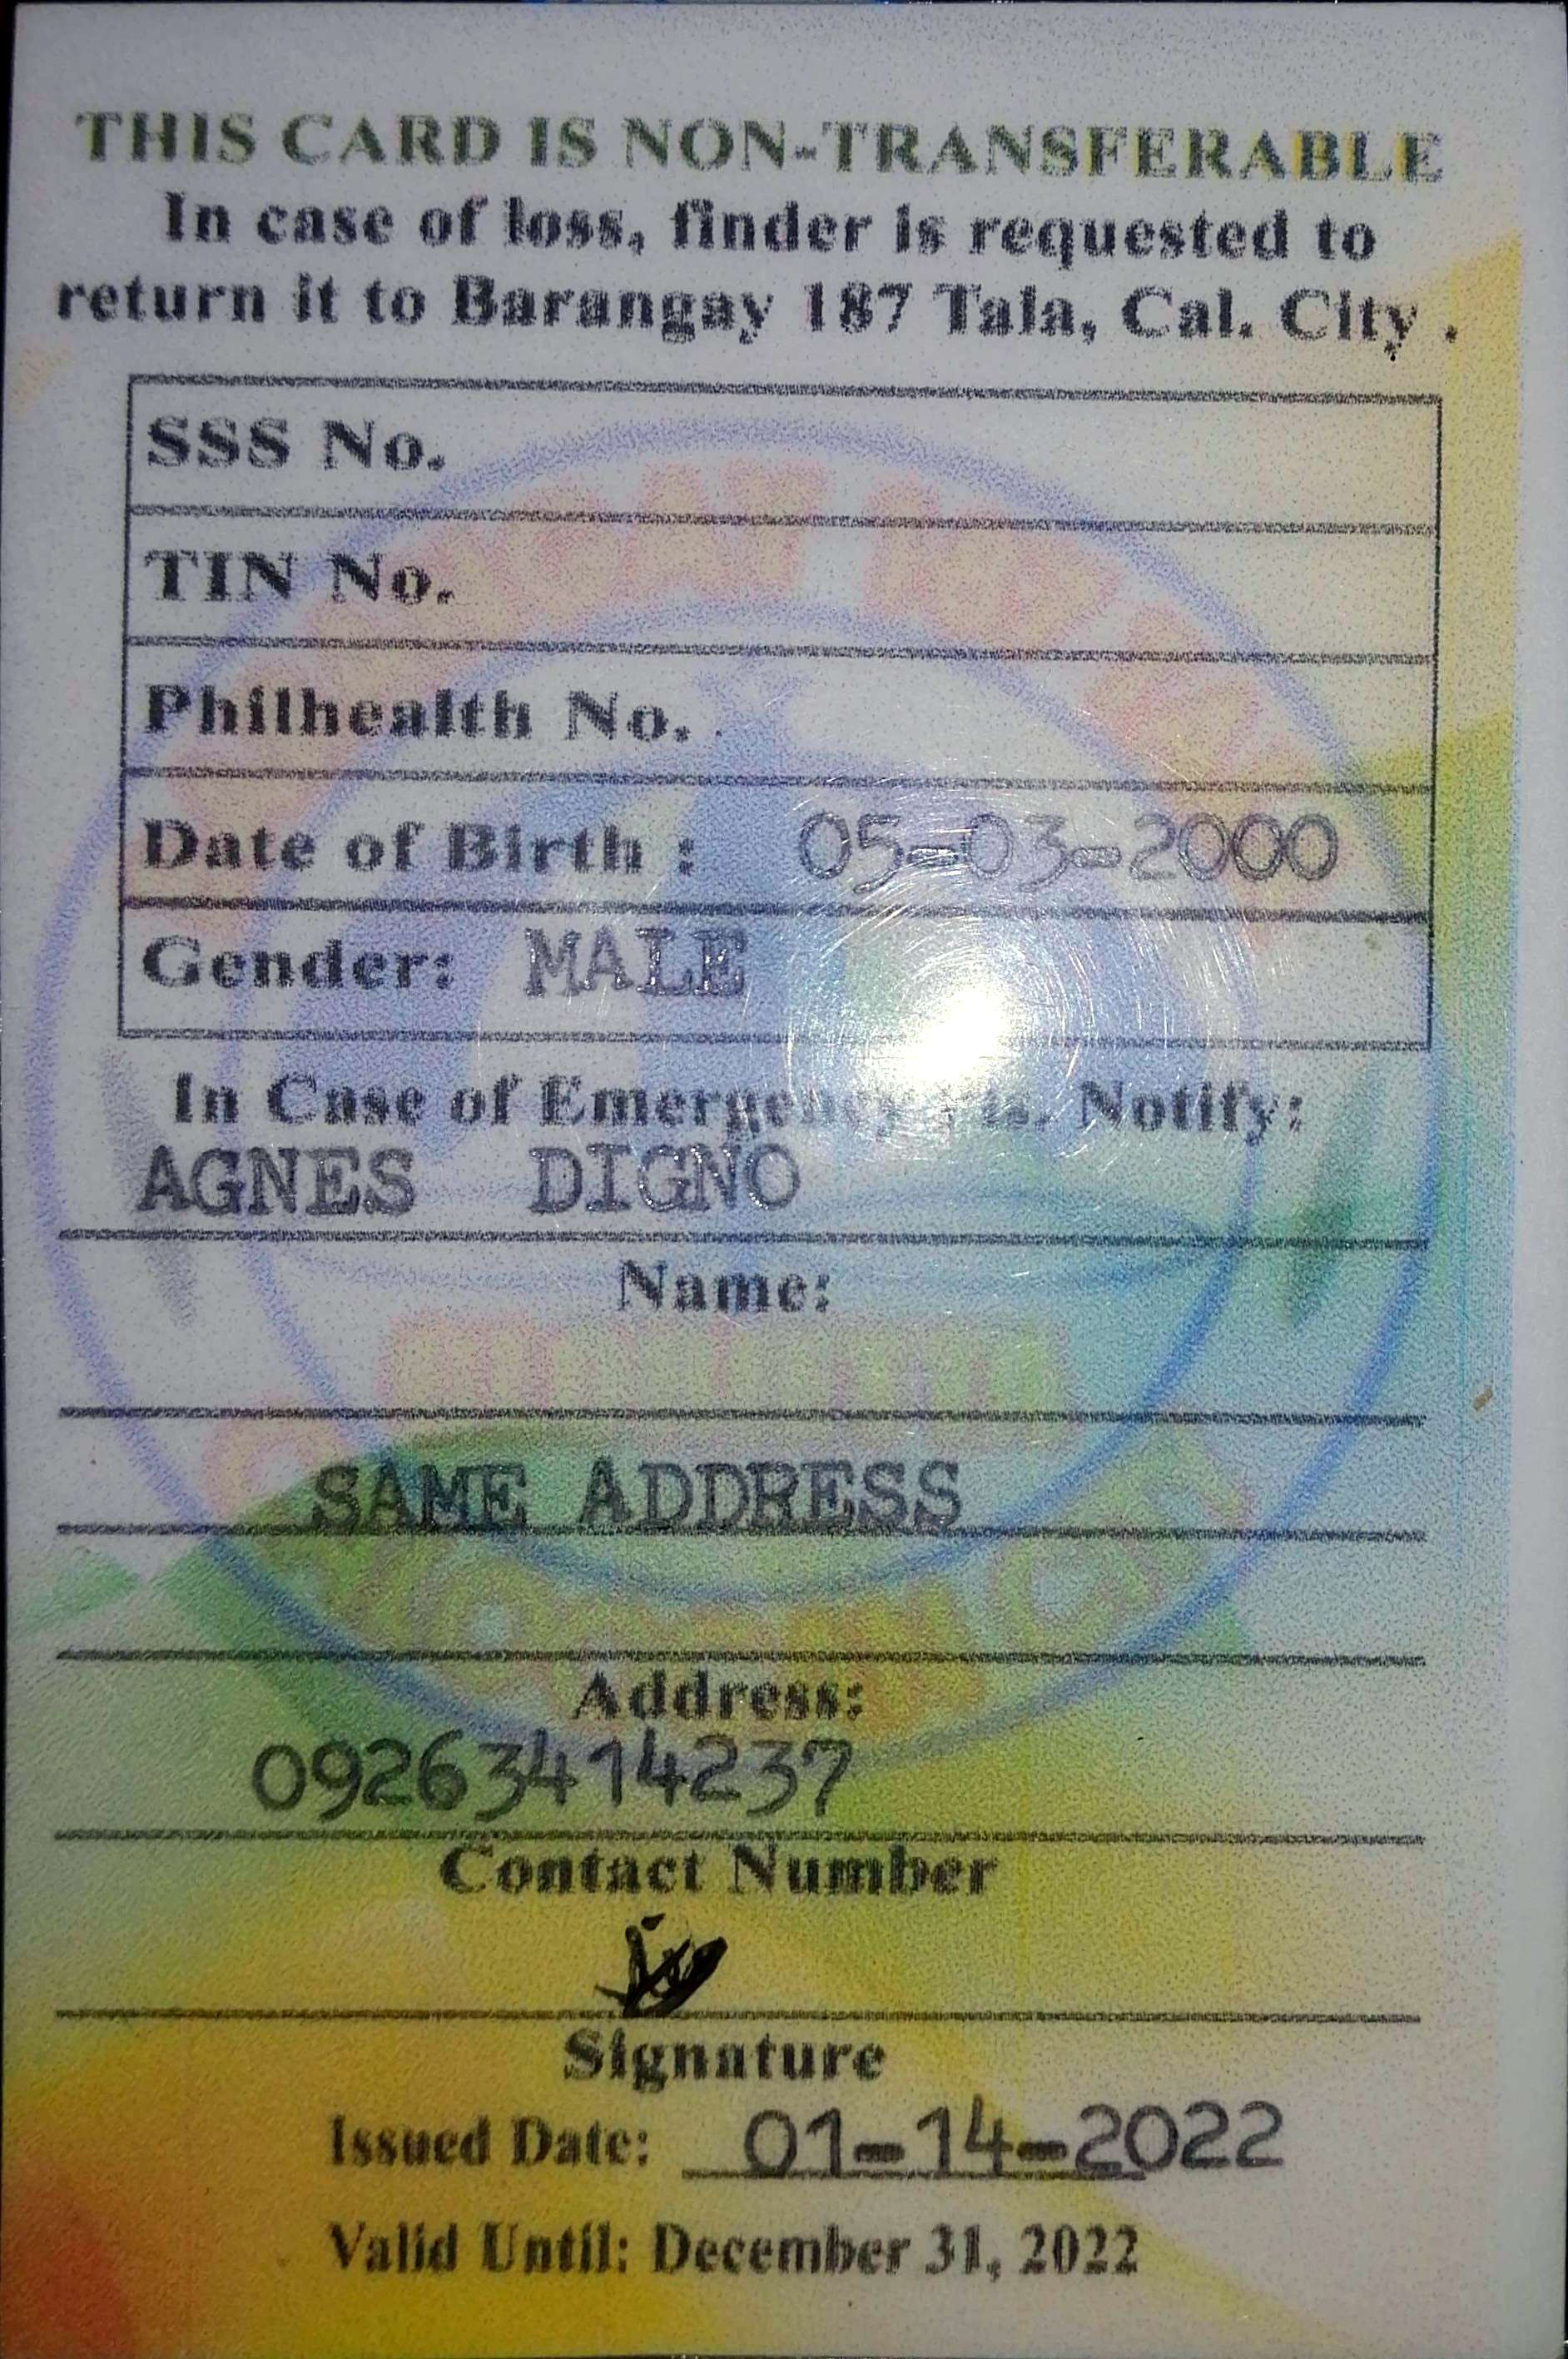 THIS CARD IS NON-TRANSFERABLE
In case of loss, finder is requested to
return it to Barangay 187 Tala, Cal. City .
SSS No.
TIN No.
Philhealth No. .
Date of Birth : 05-03-2000
Gender: MALE
In Case of Emergency Pls. Notify:
AGNES DIGNO
Name:
SAME ADDRESS
Address:
09263414237
Contact Number
Signature
Issued Date: 01-14-2022
Valid Until: December 31, 2022